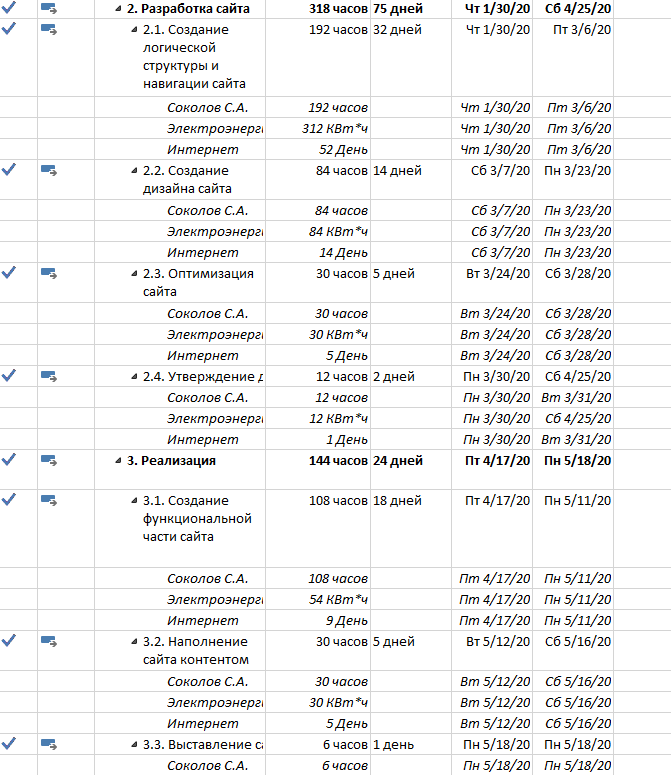 2. Разработка сайта 318 часов 75 дней Чт 1/30/20 Сб 4/25/20
2.1. Создание 192 часов 32 дней Чт 1/30/20 Пт 3/6/20
логической
структуры и
навигации сайта
Соколов С.А. 192 часов Чт 1/30/20 Пт 3/6/20
Электроэнерги 312 КВт*ч Чт 1/30/20 Пт 3/6/20
Интернет 52 День Чт 1/30/20 Пт 3/6/20
2.2. Создание 84 часов 14 дней Сб 3/7/20 Пн 3/23/20
дизайна сайта
Соколов С.А. 84 часов Сб 3/7/20 Пн 3/23/20
Электроэнерги 84 КВт*ч Сб 3/7/20 Пн 3/23/20
Интернет 14 День Сб 3/7/20 Пн 3/23/20
2.3. Оптимизация 30 часов 5 дней Вт 3/24/20 Сб 3/28/20
сайта
Соколов С.А. 30 часов Вт 3/24/20 Сб 3/28/20
Электроэнерги 30 КВт*ч Вт 3/24/20 Сб 3/28/20
Интернет 5 День Вт 3/24/20 Сб 3/28/20
2.4. Утверждение д 12 часов 2 дней Пн 3/30/20 Сб 4/25/20
Соколов С.А. 12 часов Пн 3/30/20 Вт 3/31/20
Электроэнерги 12 КВт*ч Пн 3/30/20 Сб 4/25/20
Интернет 1 День Пн 3/30/20 Вт 3/31/20
3. Реализация 144 часов 24 дней Пт 4/17/20 Пн 5/18/20
3.1. Создание 108 часов 18 дней Пт 4/17/20 Пн 5/11/20
функциональной
части сайта
Соколов С.А. 108 часов Пт 4/17/20 Пн 5/11/20
Электроэнерги 54 КВт*ч Пт 4/17/20 Пн 5/11/20
Интернет 9 День Пт 4/17/20 Пн 5/11/20
3.2. Наполнение 30 часов 5 дней Вт 5/12/20 Сб 5/16/20
сайта контентом
Соколов С.А. 30 часов Вт 5/12/20 Сб 5/16/20
Электроэнерги 30 КВт*ч Вт 5/12/20 Сб 5/16/20
Интернет 5 День Вт 5/12/20 Сб 5/16/20
3.3. Выставление са 6 часов 1 день Пн 5/18/20 Пн 5/18/20
Соколов С.А. 6 часов Пн 5/18/20 Пн 5/18/20